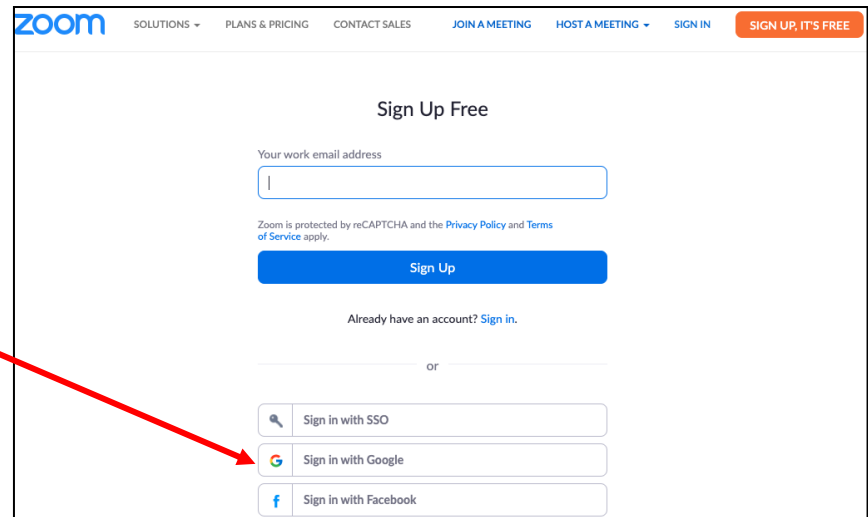 zoom SOLUTIONS PLANS & PRICING CONTACT SALES JOIN A MEETING HOST A MEETING SIGN IN SIGN UP, IT'S FREE
Sign Up Free
Your work email address
Zoom is protected by reCAPTCHA and the Privacy Policy and Terms
of Service apply.
Sign Up
Already have an account? Sign in.
or
Sign in with SSO
G Sign in with Google
f Sign in with Facebook